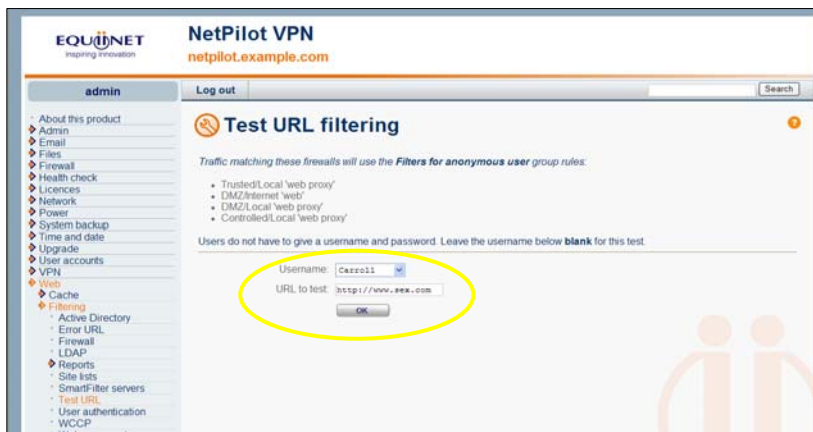 EQUIINET
inspiring innovation
NetPilot VPN
netpilot.example.com
admin
Log out
Search
About this product
Admin
Email
Files
Firewall
Health check
Licences
Network
Power
System backup
Time and date
Upgrade
User accounts
VPN
Web
Cache
Filtering
Active Directory
Error URL
Firewall
LDAP
Reports
Site lists
SmartFilter servers
Test URL
User authentication
WCCP
Test URL filtering
?
Traffic matching these firewalls will use the Filters for anonymous user group rules:
Trusted/Local 'web proxy'
DMZ/Internet 'web'
DMZ/Local 'web proxy'
Controlled/Local 'web proxy'
Users do not have to give a username and password. Leave the username below blank for this test.
Username: Carroll
URL to test: http://www.sex.com
OK